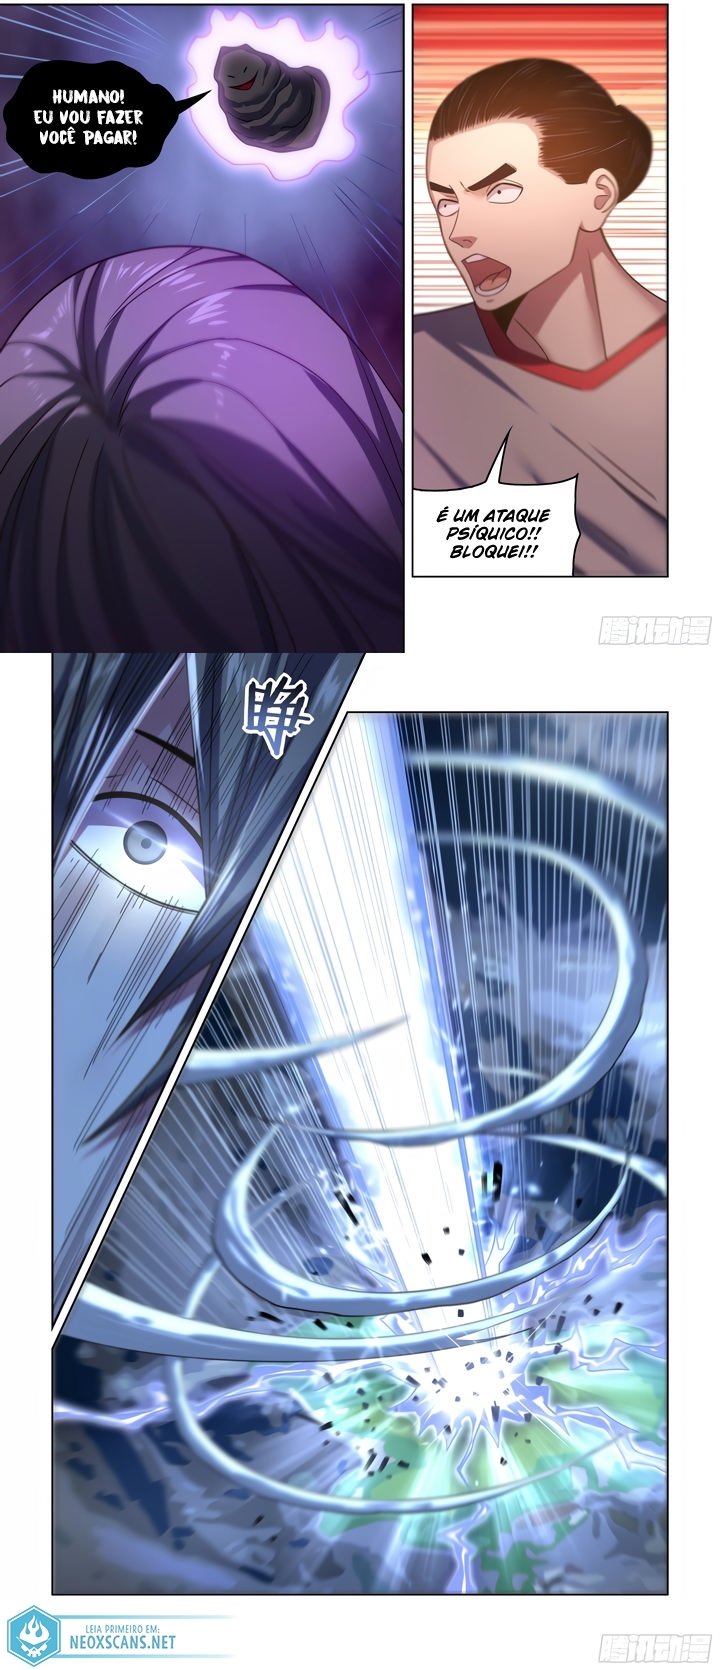 HUMANO!
EU VOU FAZER
VOCÊ PAGAR!
É UM ATAQUE
PSÍQUICO!!
BLOQUEI!!
腾讯动漫
睁
LEIA PRIMEIRO EM:
NEOXSCANS.NET
腾讯动漫